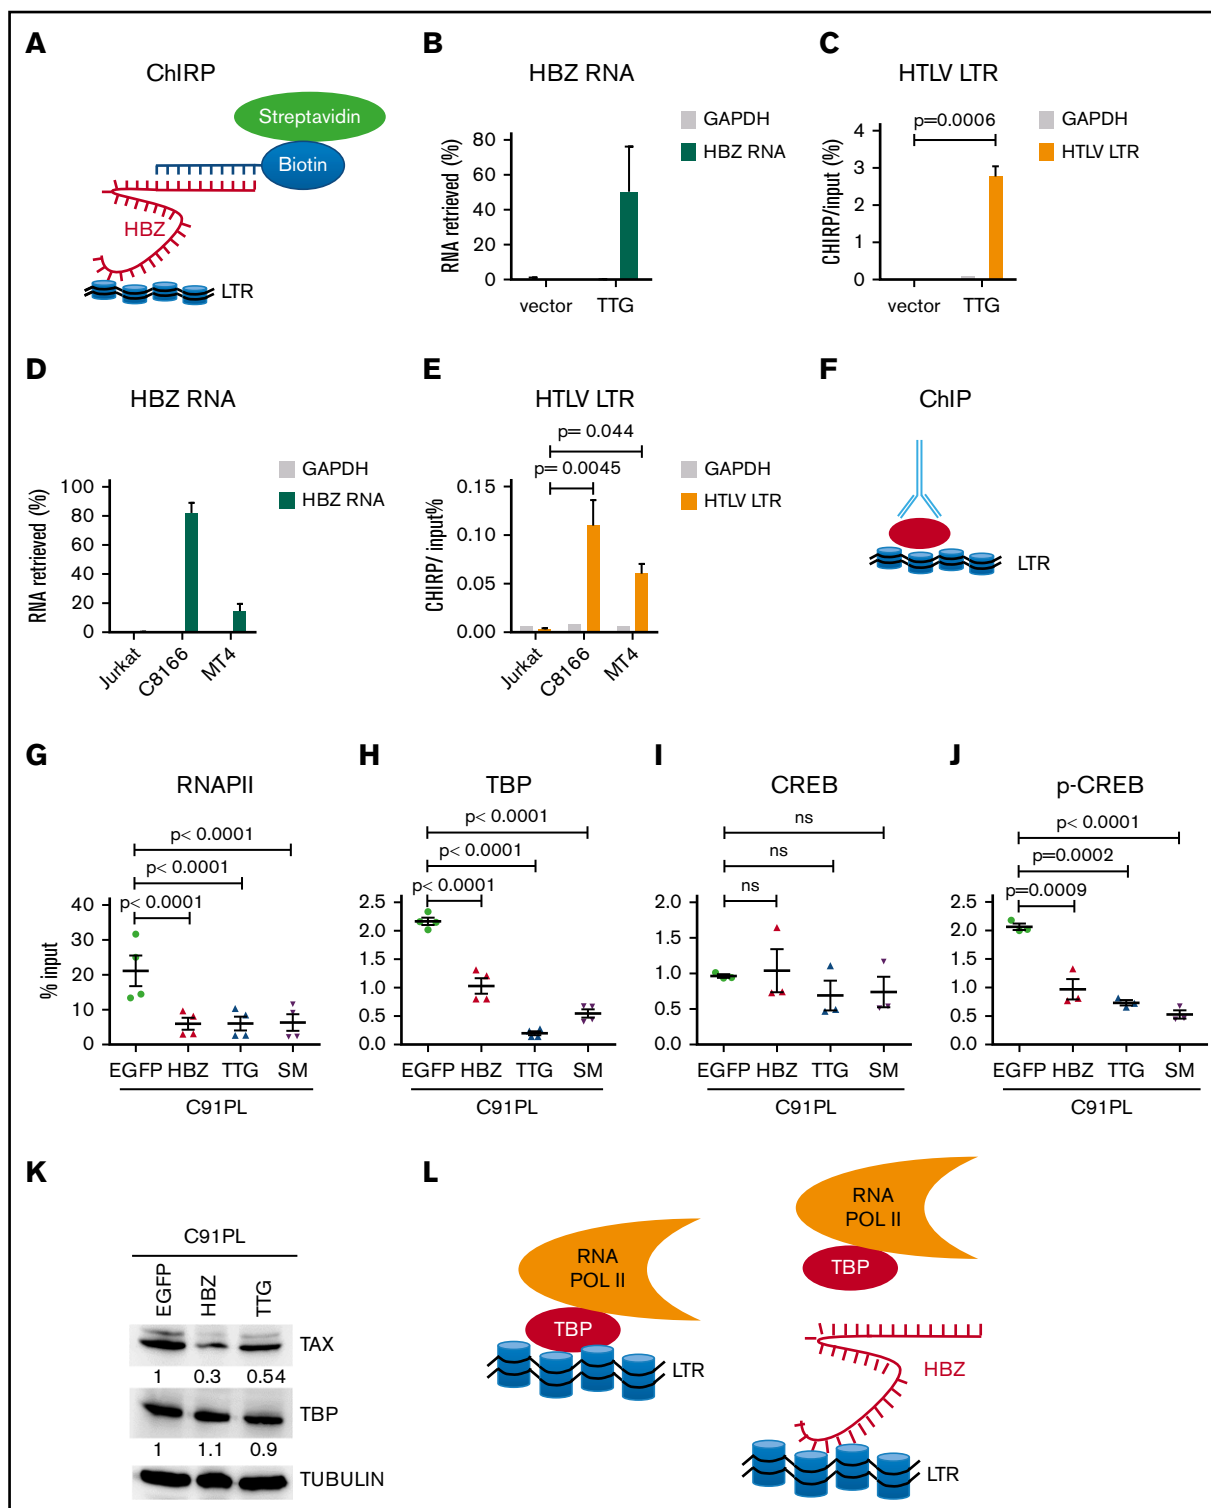 A
ChIRP
Streptavidin
Biotin
HBZ
LTR
B
HBZ RNA
GAPDH
HBZ RNA
RNA retrieved (%)
80
60
40
20
0
vector TTG
C
HTLV LTR
GAPDH
HTLV LTR
p=0.0006
CHIRP/input (%)
4
3
2
1
0
vector TTG
D
HBZ RNA
GAPDH
HBZ RNA
RNA retrieved (%)
100
80
60
40
20
0
Jurkat C8166 MT4
E
HTLV LTR
p= 0.044
p= 0.0045
GAPDH
HTLV LTR
CHIRP/ input%
0.15
0.10
0.05
0.00
Jurkat C8166 MT4
F
ChIP
LTR
G
RNAPII
p< 0.0001
p< 0.0001
p< 0.0001
% input
40
30
20
10
0
EGFP HBZ TTG SM
C91PL
H
TBP
p< 0.0001
p< 0.0001
p< 0.0001
2.5
2.0
1.5
1.0
0.5
0.0
EGFP HBZ TTG SM
C91PL
I
CREB
ns
ns
ns
2.0
1.5
1.0
0.5
0.0
EGFP HBZ TTG SM
C91PL
J
p-CREB
p< 0.0001
p=0.0002
p=0.0009
2.5
2.0
1.5
1.0
0.5
0.0
EGFP HBZ TTG SM
C91PL
K
C91PL
EGFP HBZ TTG
TAX
1 0.3 0.54
TBP
1 1.1 0.9
TUBULIN
L
RNA
POL II
TBP
LTR
RNA
POL II
TBP
HBZ
LTR